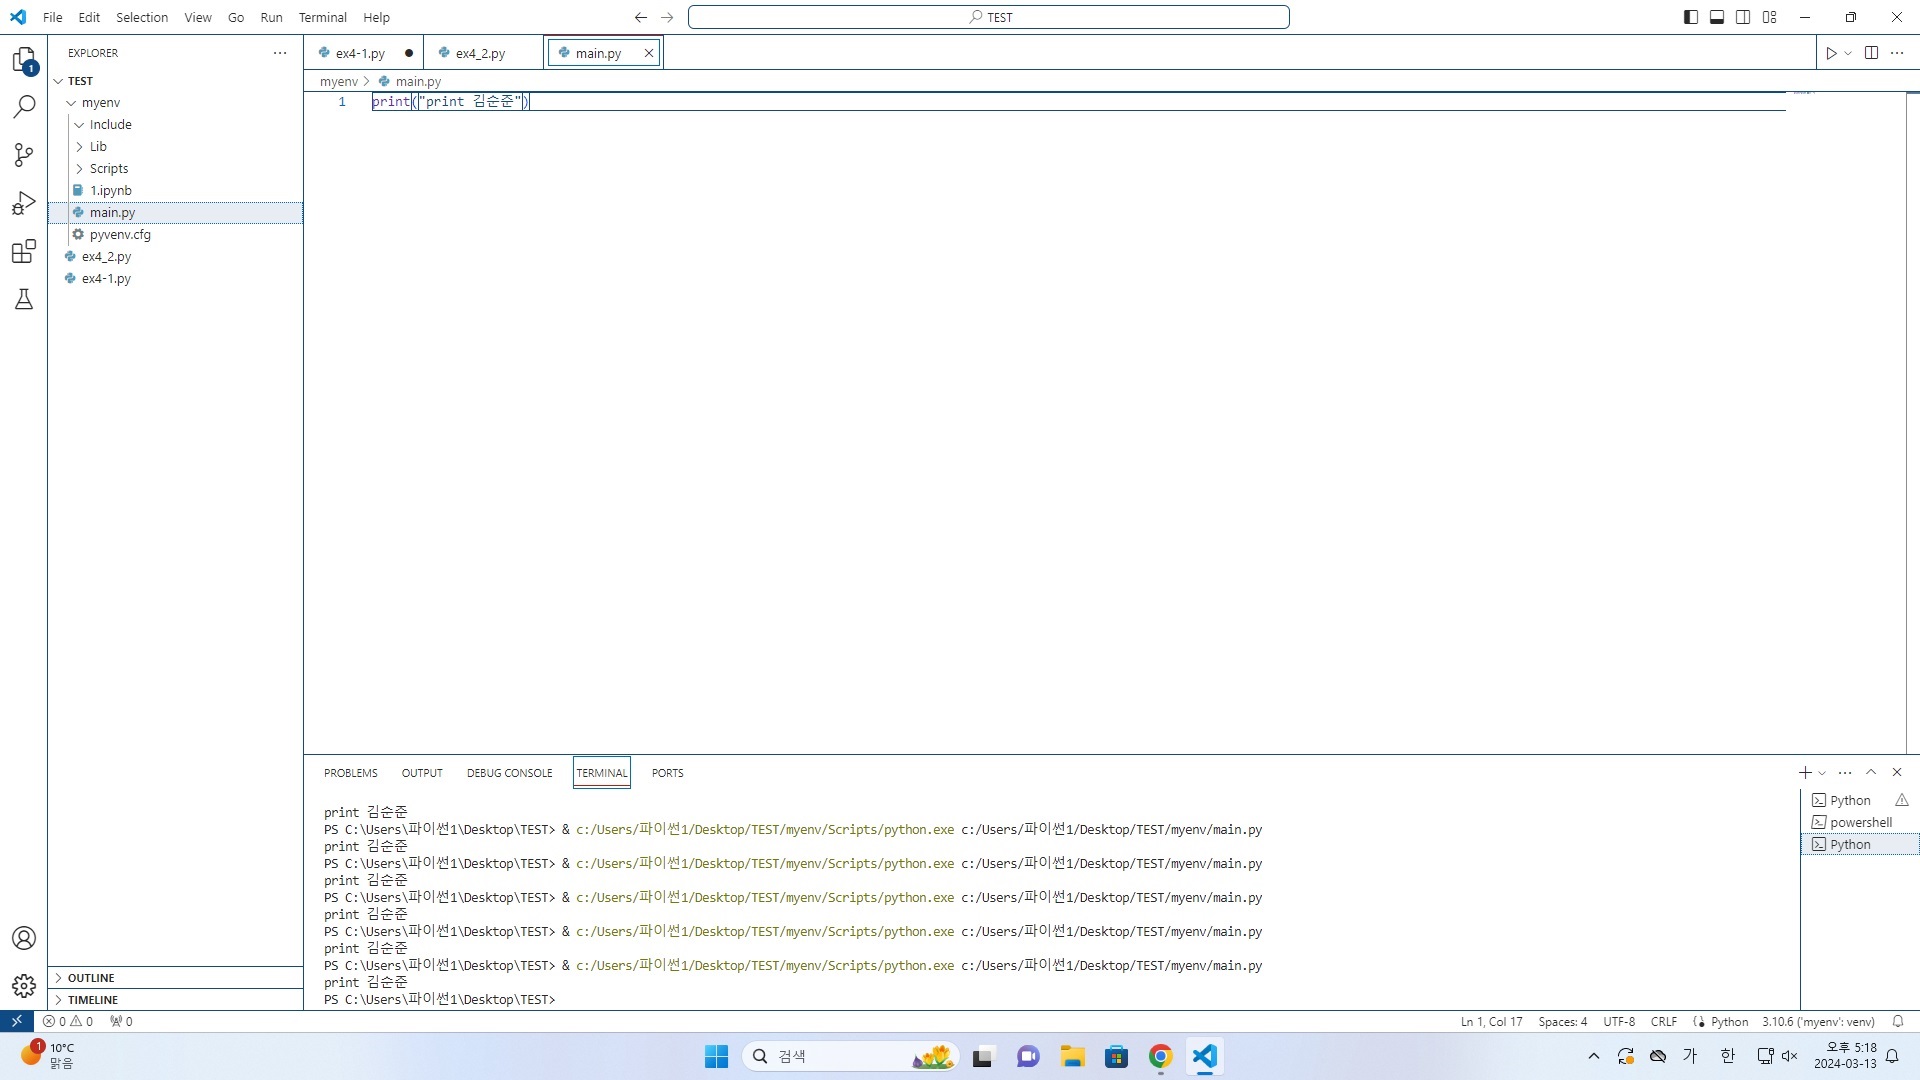 File Edit Selection View Go Run Terminal Help
TEST
EXPLORER
ex4-1.py
ex4_2.py
main.py
1
TEST
myenv > main.py
myenv
1 print("print 김순준")
Include
Lib
Scripts
1.ipynb
main.py
pyvenv.cfg
ex4_2.py
ex4-1.py
PROBLEMS OUTPUT DEBUG CONSOLE TERMINAL PORTS
Python
powershell
Python
print 김순준
PS C:\Users\파이썬1\Desktop\TEST> & c:/Users/파이썬1/Desktop/TEST/myenv/Scripts/python.exe c:/Users/파이썬1/Desktop/TEST/myenv/main.py
print 김순준
PS C:\Users\파이썬1\Desktop\TEST> & c:/Users/파이썬1/Desktop/TEST/myenv/Scripts/python.exe c:/Users/파이썬1/Desktop/TEST/myenv/main.py
print 김순준
PS C:\Users\파이썬1\Desktop\TEST> & c:/Users/파이썬1/Desktop/TEST/myenv/Scripts/python.exe c:/Users/파이썬1/Desktop/TEST/myenv/main.py
print 김순준
PS C:\Users\파이썬1\Desktop\TEST> & c:/Users/파이썬1/Desktop/TEST/myenv/Scripts/python.exe c:/Users/파이썬1/Desktop/TEST/myenv/main.py
print 김순준
PS C:\Users\파이썬1\Desktop\TEST> & c:/Users/파이썬1/Desktop/TEST/myenv/Scripts/python.exe c:/Users/파이썬1/Desktop/TEST/myenv/main.py
print 김순준
PS C:\Users\파이썬1\Desktop\TEST>
OUTLINE
TIMELINE
0 0 0
Ln 1, Col 17 Spaces: 4 UTF-8 CRLF Python 3.10.6 ('myenv': venv)
1
10°C
맑음
검색
가 한
오후 5:18
2024-03-13